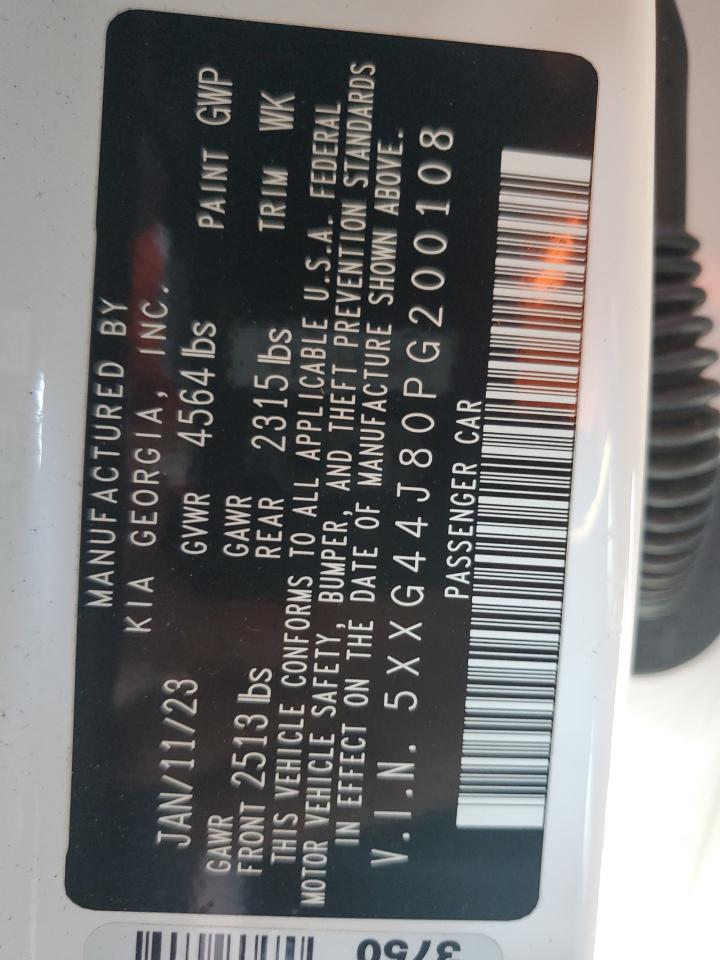 MANUFACTURED BY
KIA GEORGIA, INC.
JAN/11/23 GVWR 4564 lbs PAINT GWP
GAWR FRONT 2513 lbs GAWR REAR 2315 lbs TRIM WK
THIS VEHICLE CONFORMS TO ALL APPLICABLE U.S.A. FEDERAL
MOTOR VEHICLE SAFETY, BUMPER, AND THEFT PREVENTION STANDARDS
IN EFFECT ON THE DATE OF MANUFACTURE SHOWN ABOVE.
V.I.N. 5XXG44J80PG200108
PASSENGER CAR
3750